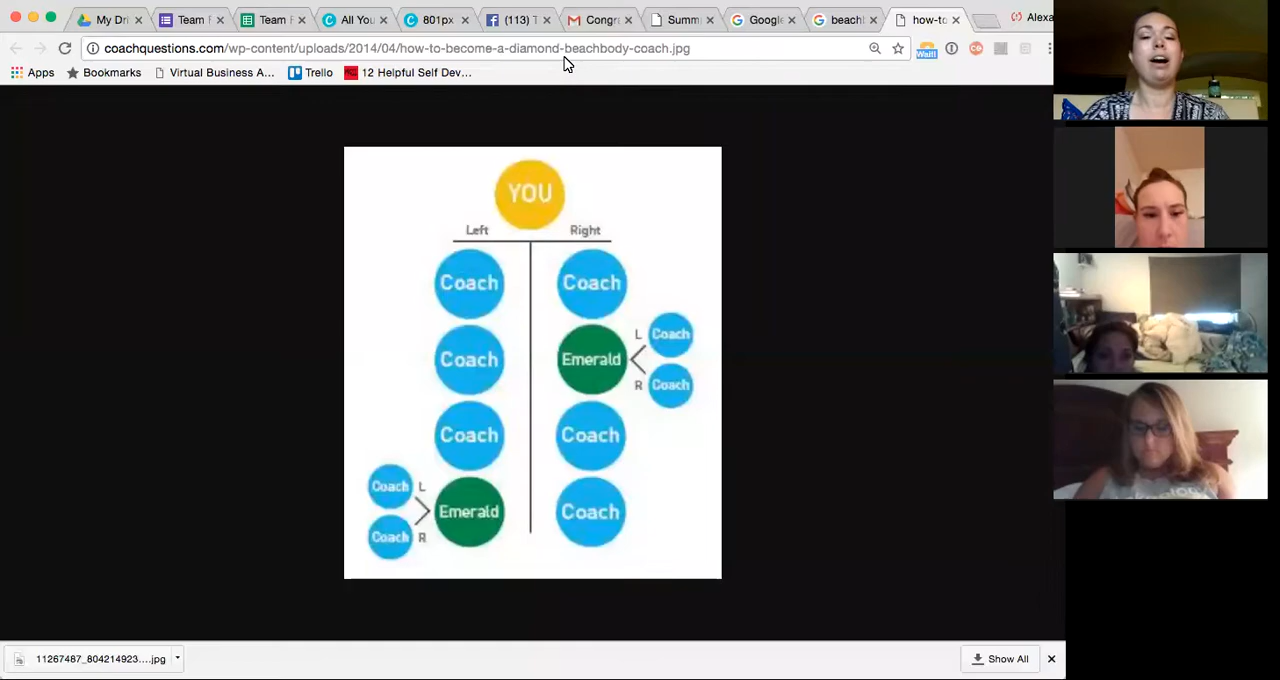 My Dri
Team F
Team F
All You
801px
(113) T
Congr
Summ
Google
beach
how-to
Alexa
coachquestions.com/wp-content/uploads/2014/04/how-to-become-a-diamond-beachbody-coach.jpg
Wait!
Apps
Bookmarks
Virtual Business A...
Trello
12 Helpful Self Dev...
YOU
Left
Right
Coach
Coach
Coach
Emerald
L
Coach
R
Coach
Coach
Coach
Coach
L
Coach
R
Emerald
Coach
11267487_804214923....jpg
Show All